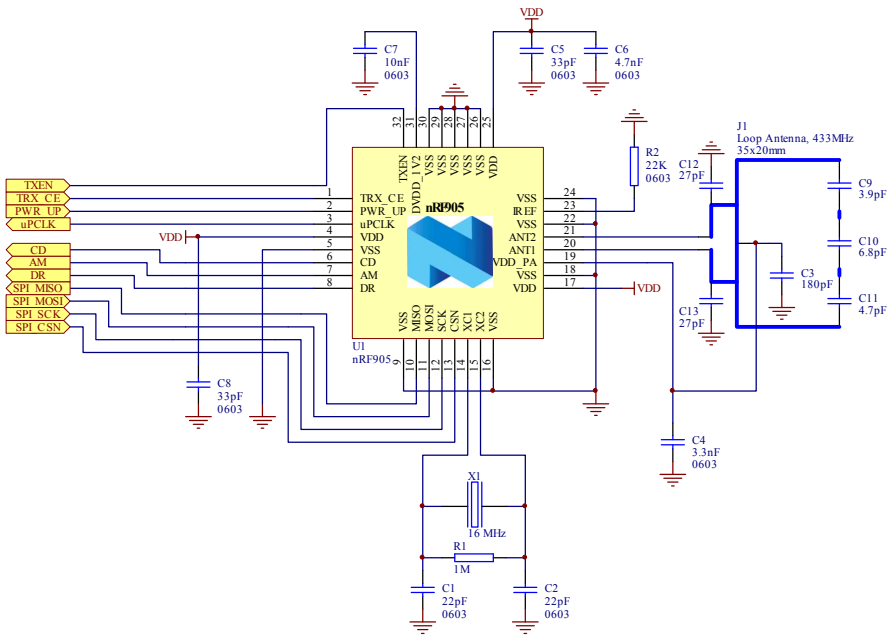 VDD
C7
10nF
0603
C5
33pF
0603
C6
4.7nF
0603
32
31
30
29
28
27
26
25
TXEN
DVDD_1V2
VSS
VSS
VSS
VSS
VSS
VDD
R2
22K
0603
J1
Loop Antenna, 433MHz
35x20mm
C12
27pF
C9
3.9pF
C10
6.8pF
C11
4.7pF
C3
180pF
C13
27pF
TXEN
TRX_CE
PWR_UP
uPCLK
CD
AM
DR
SPI_MISO
SPI_MOSI
SPI_SCK
SPI_CSN
VDD
1
2
3
4
5
6
7
8
TRX_CE
PWR_UP
uPCLK
VDD
VSS
CD
AM
DR
nRF905
VSS
IREF
VSS
ANT2
ANT1
VDD_PA
VSS
VDD
24
23
22
21
20
19
18
17
VDD
VSS
MISO
MOSI
SCK
CSN
XC1
XC2
VSS
U1
nRF905
9
10
11
12
13
14
15
16
C8
33pF
0603
C4
3.3nF
0603
X1
16 MHz
R1
1M
C1
22pF
0603
C2
22pF
0603